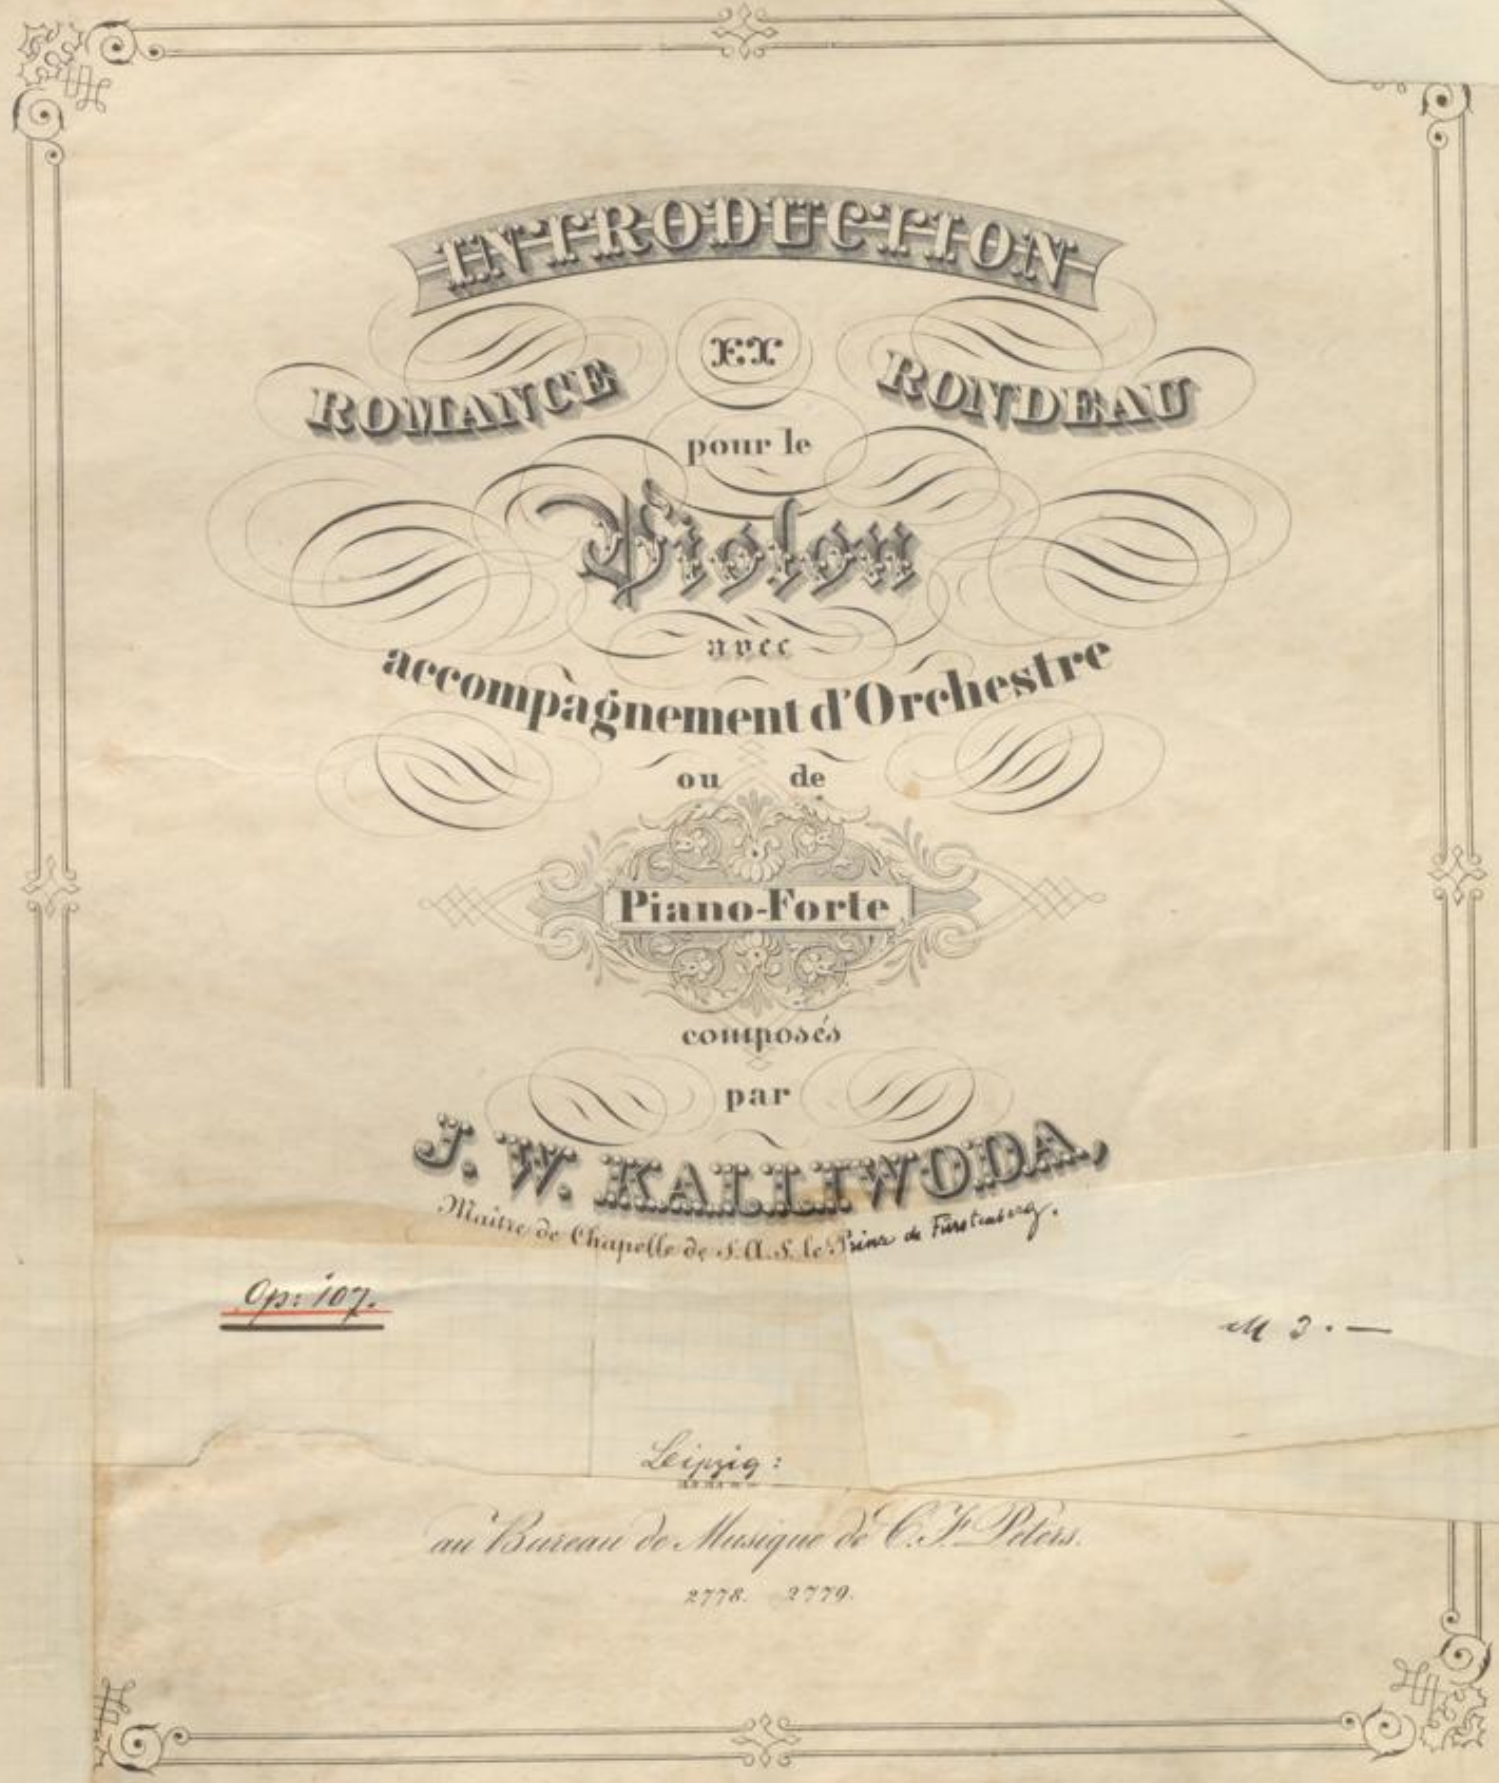 INTRODUCTION
ROMANCE ET RONDEAU
pour le
Violon
avec
accompagnement d'Orchestre
ou de
Piano-Forte
composés
par
J. W. KALLIWODA,
Maître de Chapelle de S. A. S. le Prince de Fürstenberg.
Op: 107.
M 3. —
Leipzig:
au Bureau de Musique de C. F. Peters.
2778. 2779.